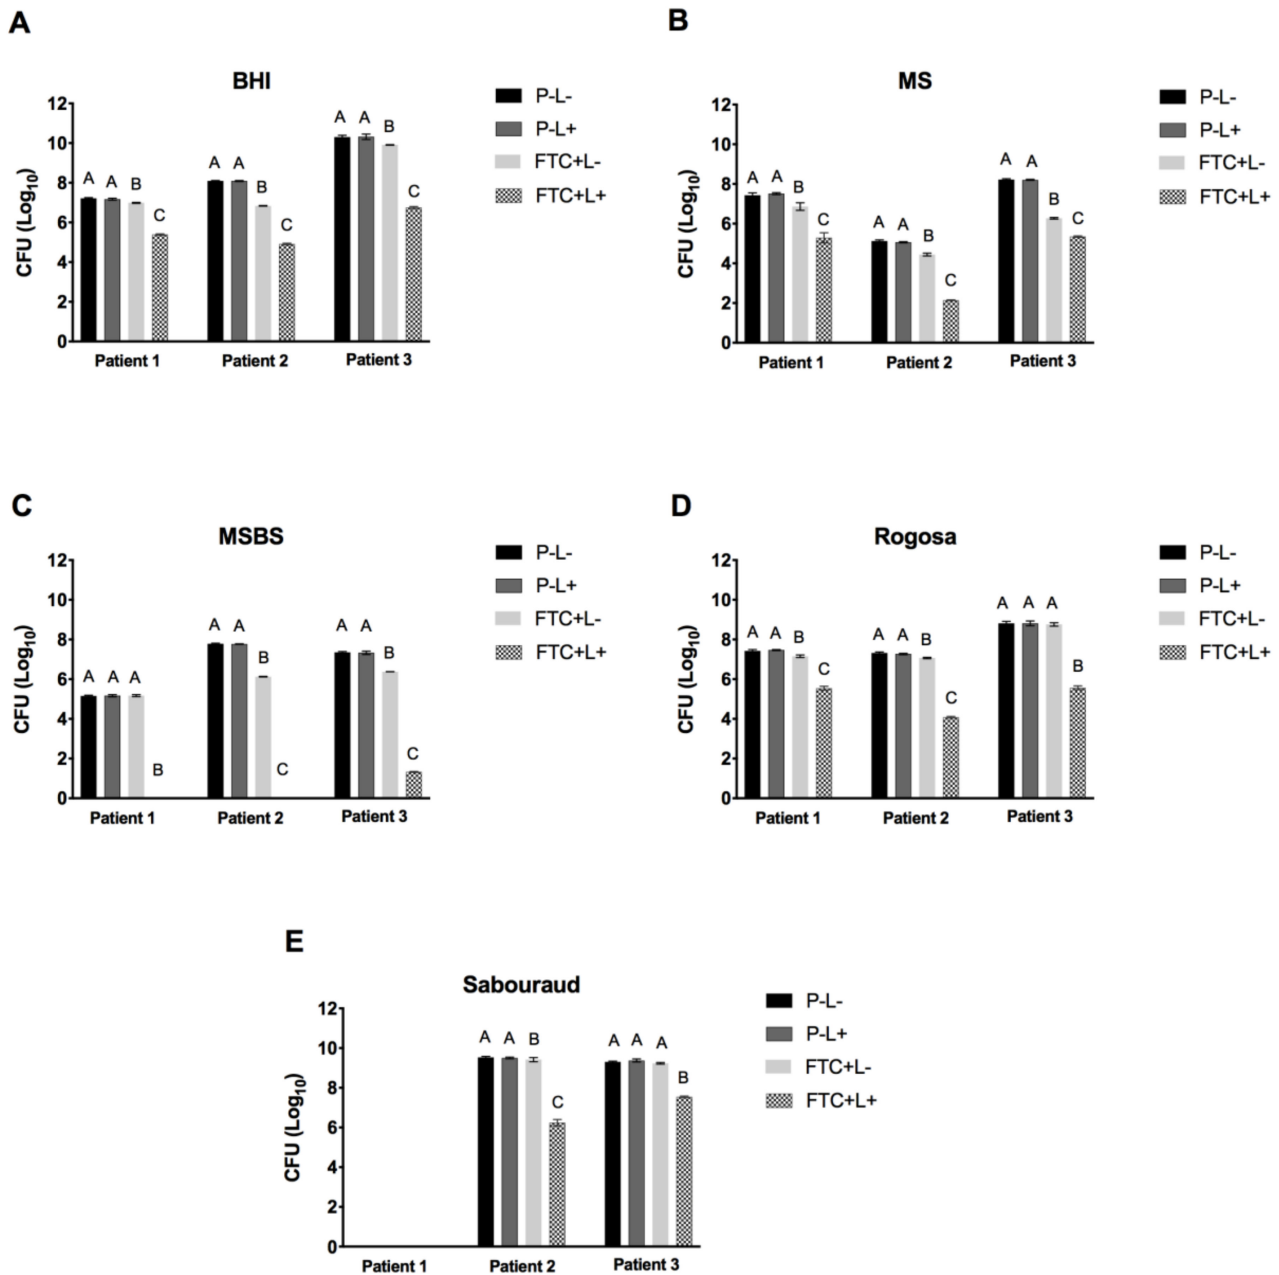 A
BHI
CFU (Log10)
12
10
8
6
4
2
0
A A B C
A A B C
A A B C
Patient 1 Patient 2 Patient 3
P-L-
P-L+
FTC+L-
FTC+L+
B
MS
CFU (Log10)
12
10
8
6
4
2
0
A A B C
A A B C
A A B C
Patient 1 Patient 2 Patient 3
P-L-
P-L+
FTC+L-
FTC+L+
C
MSBS
CFU (Log10)
12
10
8
6
4
2
0
A A A B
A A B C
A A B C
Patient 1 Patient 2 Patient 3
P-L-
P-L+
FTC+L-
FTC+L+
D
Rogosa
CFU (Log10)
12
10
8
6
4
2
0
A A B C
A A B C
A A A B
Patient 1 Patient 2 Patient 3
P-L-
P-L+
FTC+L-
FTC+L+
E
Sabouraud
CFU (Log10)
12
10
8
6
4
2
0
A A B C
A A A B
Patient 1 Patient 2 Patient 3
P-L-
P-L+
FTC+L-
FTC+L+